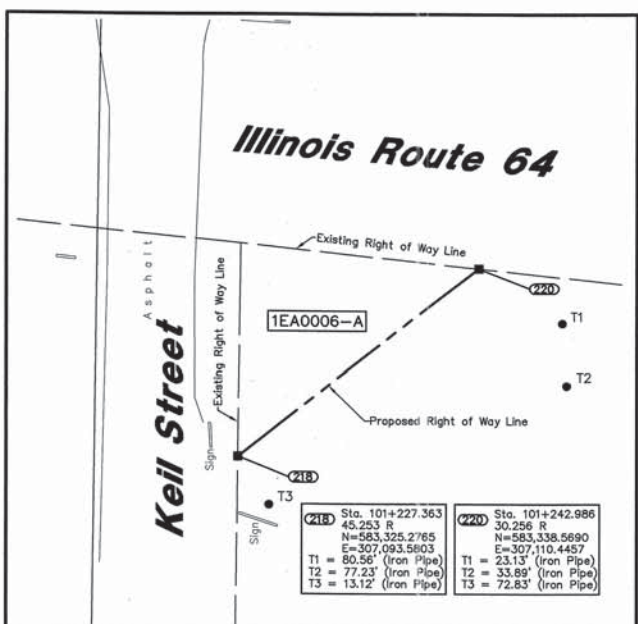 Illinois Route 64
Existing Right of Way Line
220
Asphalt
Existing Right of Way Line
1EA0006-A
T1
T2
Keil Street
Proposed Right of Way Line
Sign
218
T3
Sign
218 Sta. 101+227.363
45.253 R
N=583,325.2765
E=307,093.5803
T1 = 80.56' (Iron Pipe)
T2 = 77.23' (Iron Pipe)
T3 = 13.12' (Iron Pipe)
220 Sta. 101+242.986
30.256 R
N=583,338.5690
E=307,110.4457
T1 = 23.13' (Iron Pipe)
T2 = 33.89' (Iron Pipe)
T3 = 72.83' (Iron Pipe)